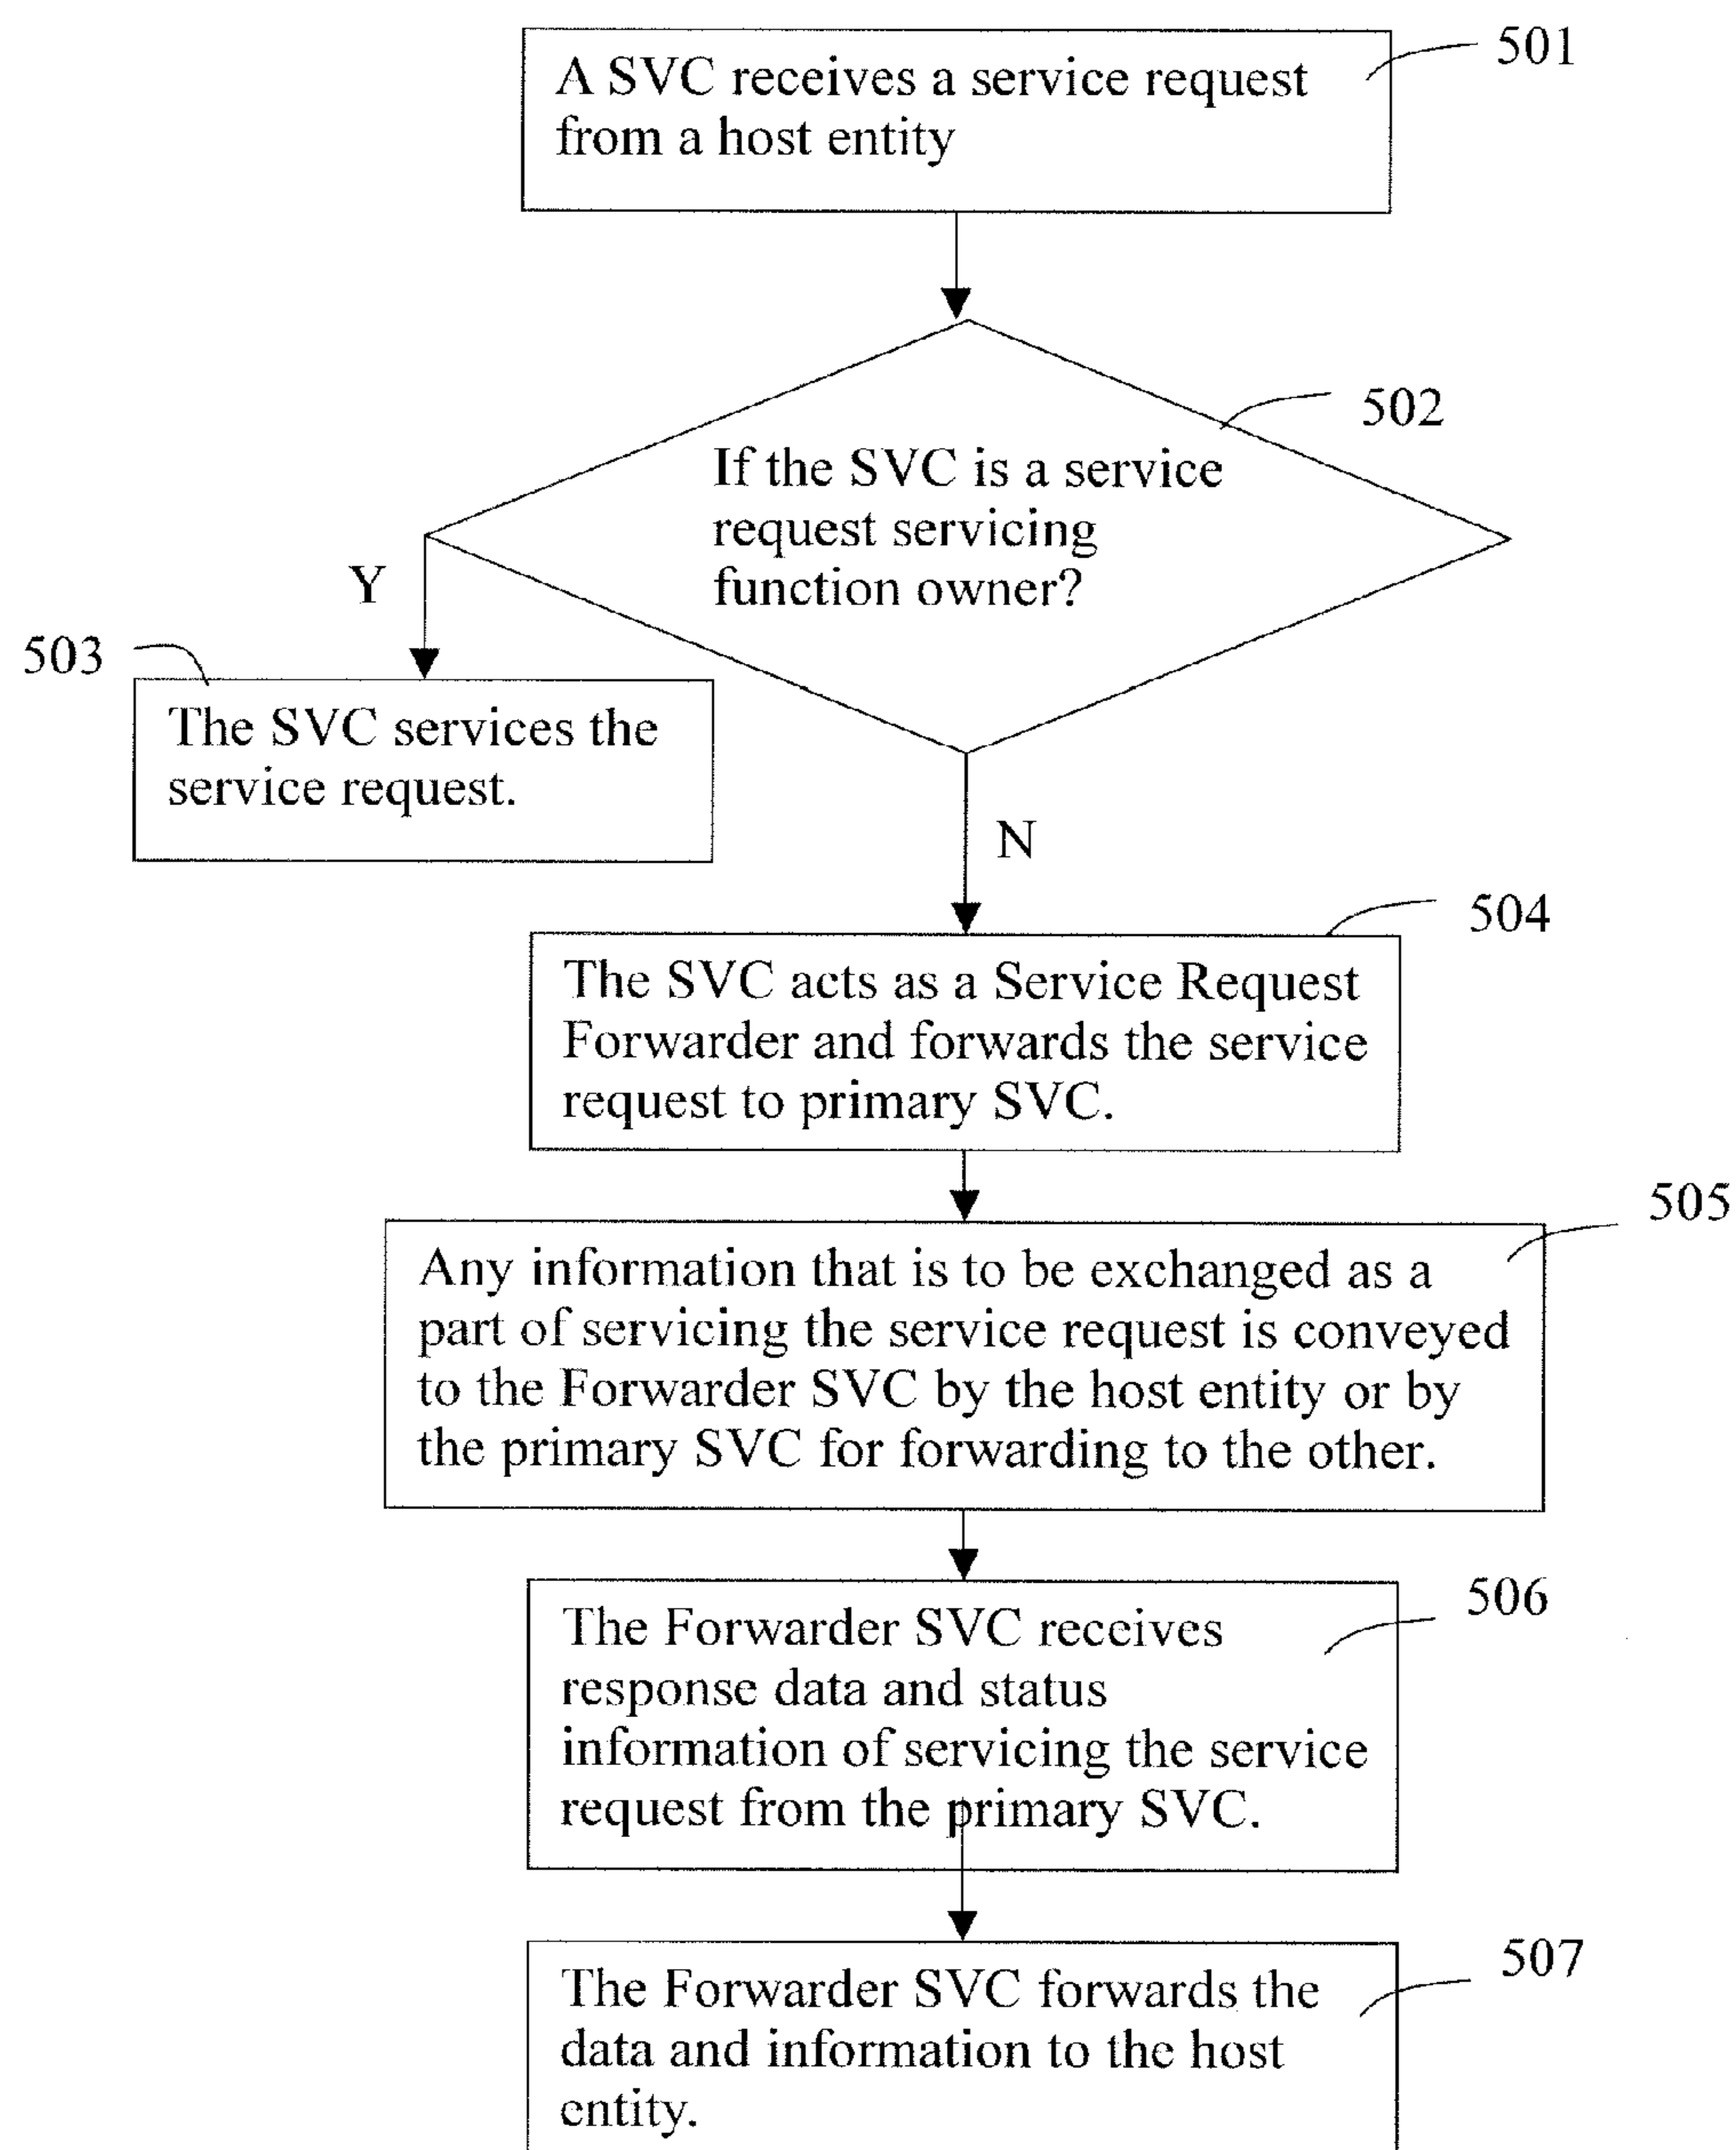 501
A SVC receives a service request
from a host entity
502
If the SVC is a service
request servicing
function owner?
Y
503
The SVC services the
service request.
N
504
The SVC acts as a Service Request
Forwarder and forwards the service
request to primary SVC.
505
Any information that is to be exchanged as a
part of servicing the service request is conveyed
to the Forwarder SVC by the host entity or by
the primary SVC for forwarding to the other.
506
The Forwarder SVC receives
response data and status
information of servicing the service
request from the primary SVC.
507
The Forwarder SVC forwards the
data and information to the host
entity.